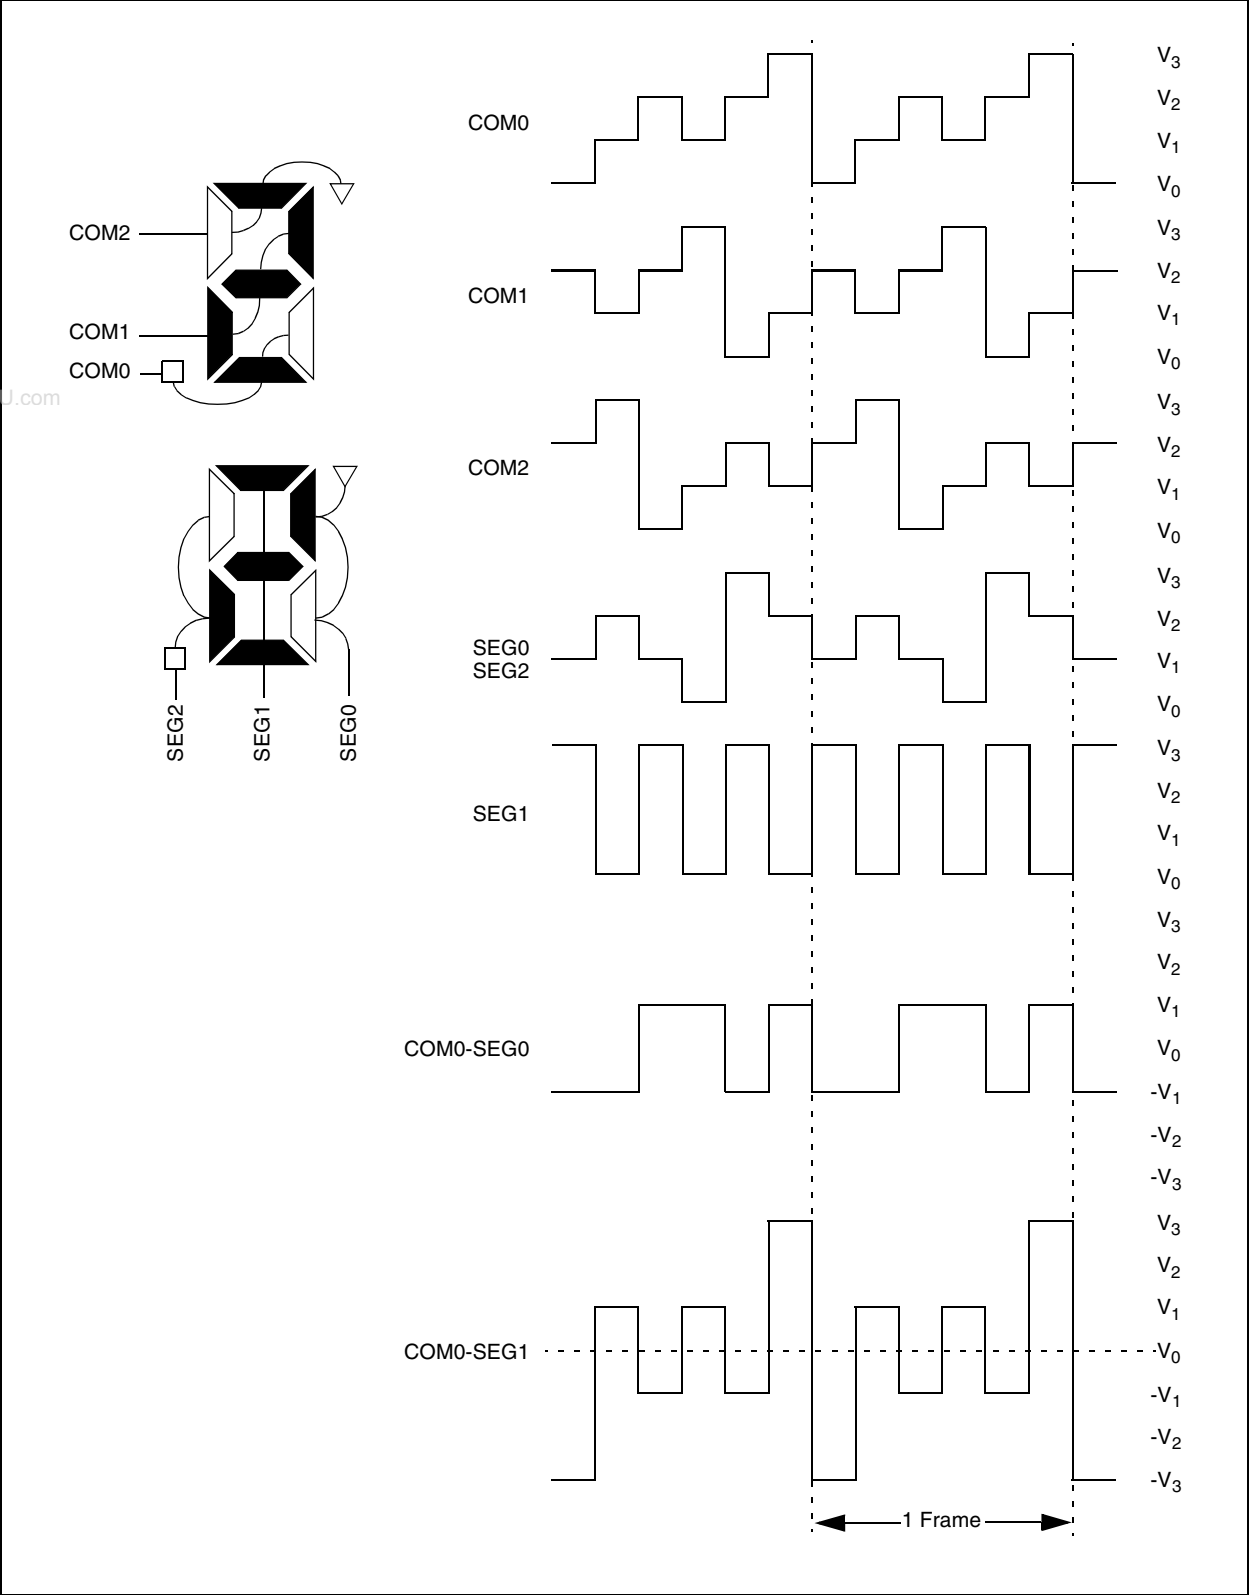 COM0
V3
V2
V1
V0
COM2
COM1
COM0
U.com
COM1
V3
V2
V1
V0
COM2
V3
V2
V1
V0
SEG0
SEG2
V3
V2
V1
V0
SEG2
SEG1
SEG0
SEG1
V3
V2
V1
V0
COM0-SEG0
V3
V2
V1
V0
-V1
-V2
-V3
COM0-SEG1
V3
V2
V1
V0
-V1
-V2
-V3
1 Frame